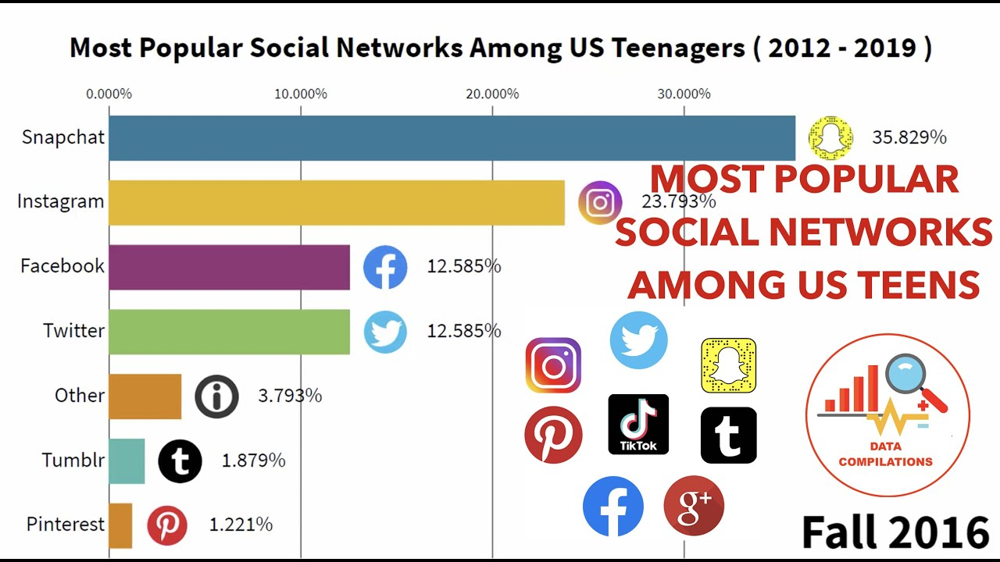 Most Popular Social Networks Among US Teenagers ( 2012 - 2019 )
0.000% 10.000% 20.000% 30.000%
Snapchat 35.829%
MOST POPULAR
Instagram 23.793%
SOCIAL NETWORKS
Facebook 12.585%
AMONG US TEENS
Twitter 12.585%
Other 3.793%
TikTok
DATA
COMPILATIONS
Tumblr 1.879%
g+
Pinterest 1.221%
Fall 2016